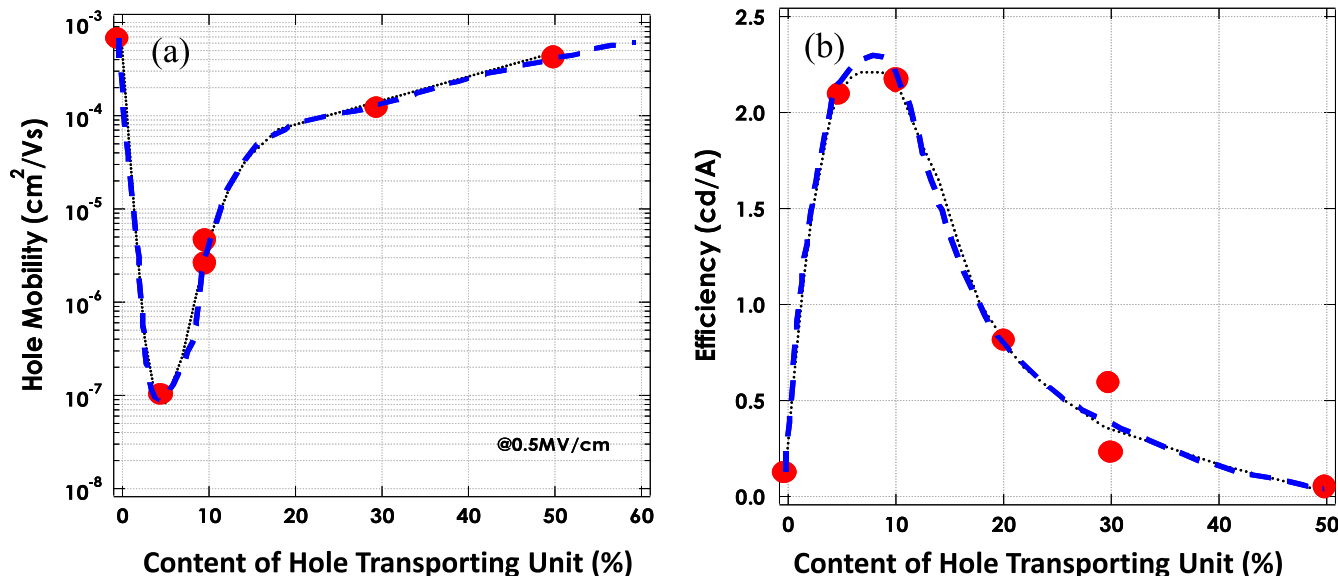 (a)
Hole Mobility (cm²/Vs)
10⁻³
10⁻⁴
10⁻⁵
10⁻⁶
10⁻⁷
10⁻⁸
@0.5MV/cm
0 10 20 30 40 50 60
Content of Hole Transporting Unit (%)
(b)
Efficiency (cd/A)
2.5
2.0
1.5
1.0
0.5
0.0
0 10 20 30 40 50
Content of Hole Transporting Unit (%)